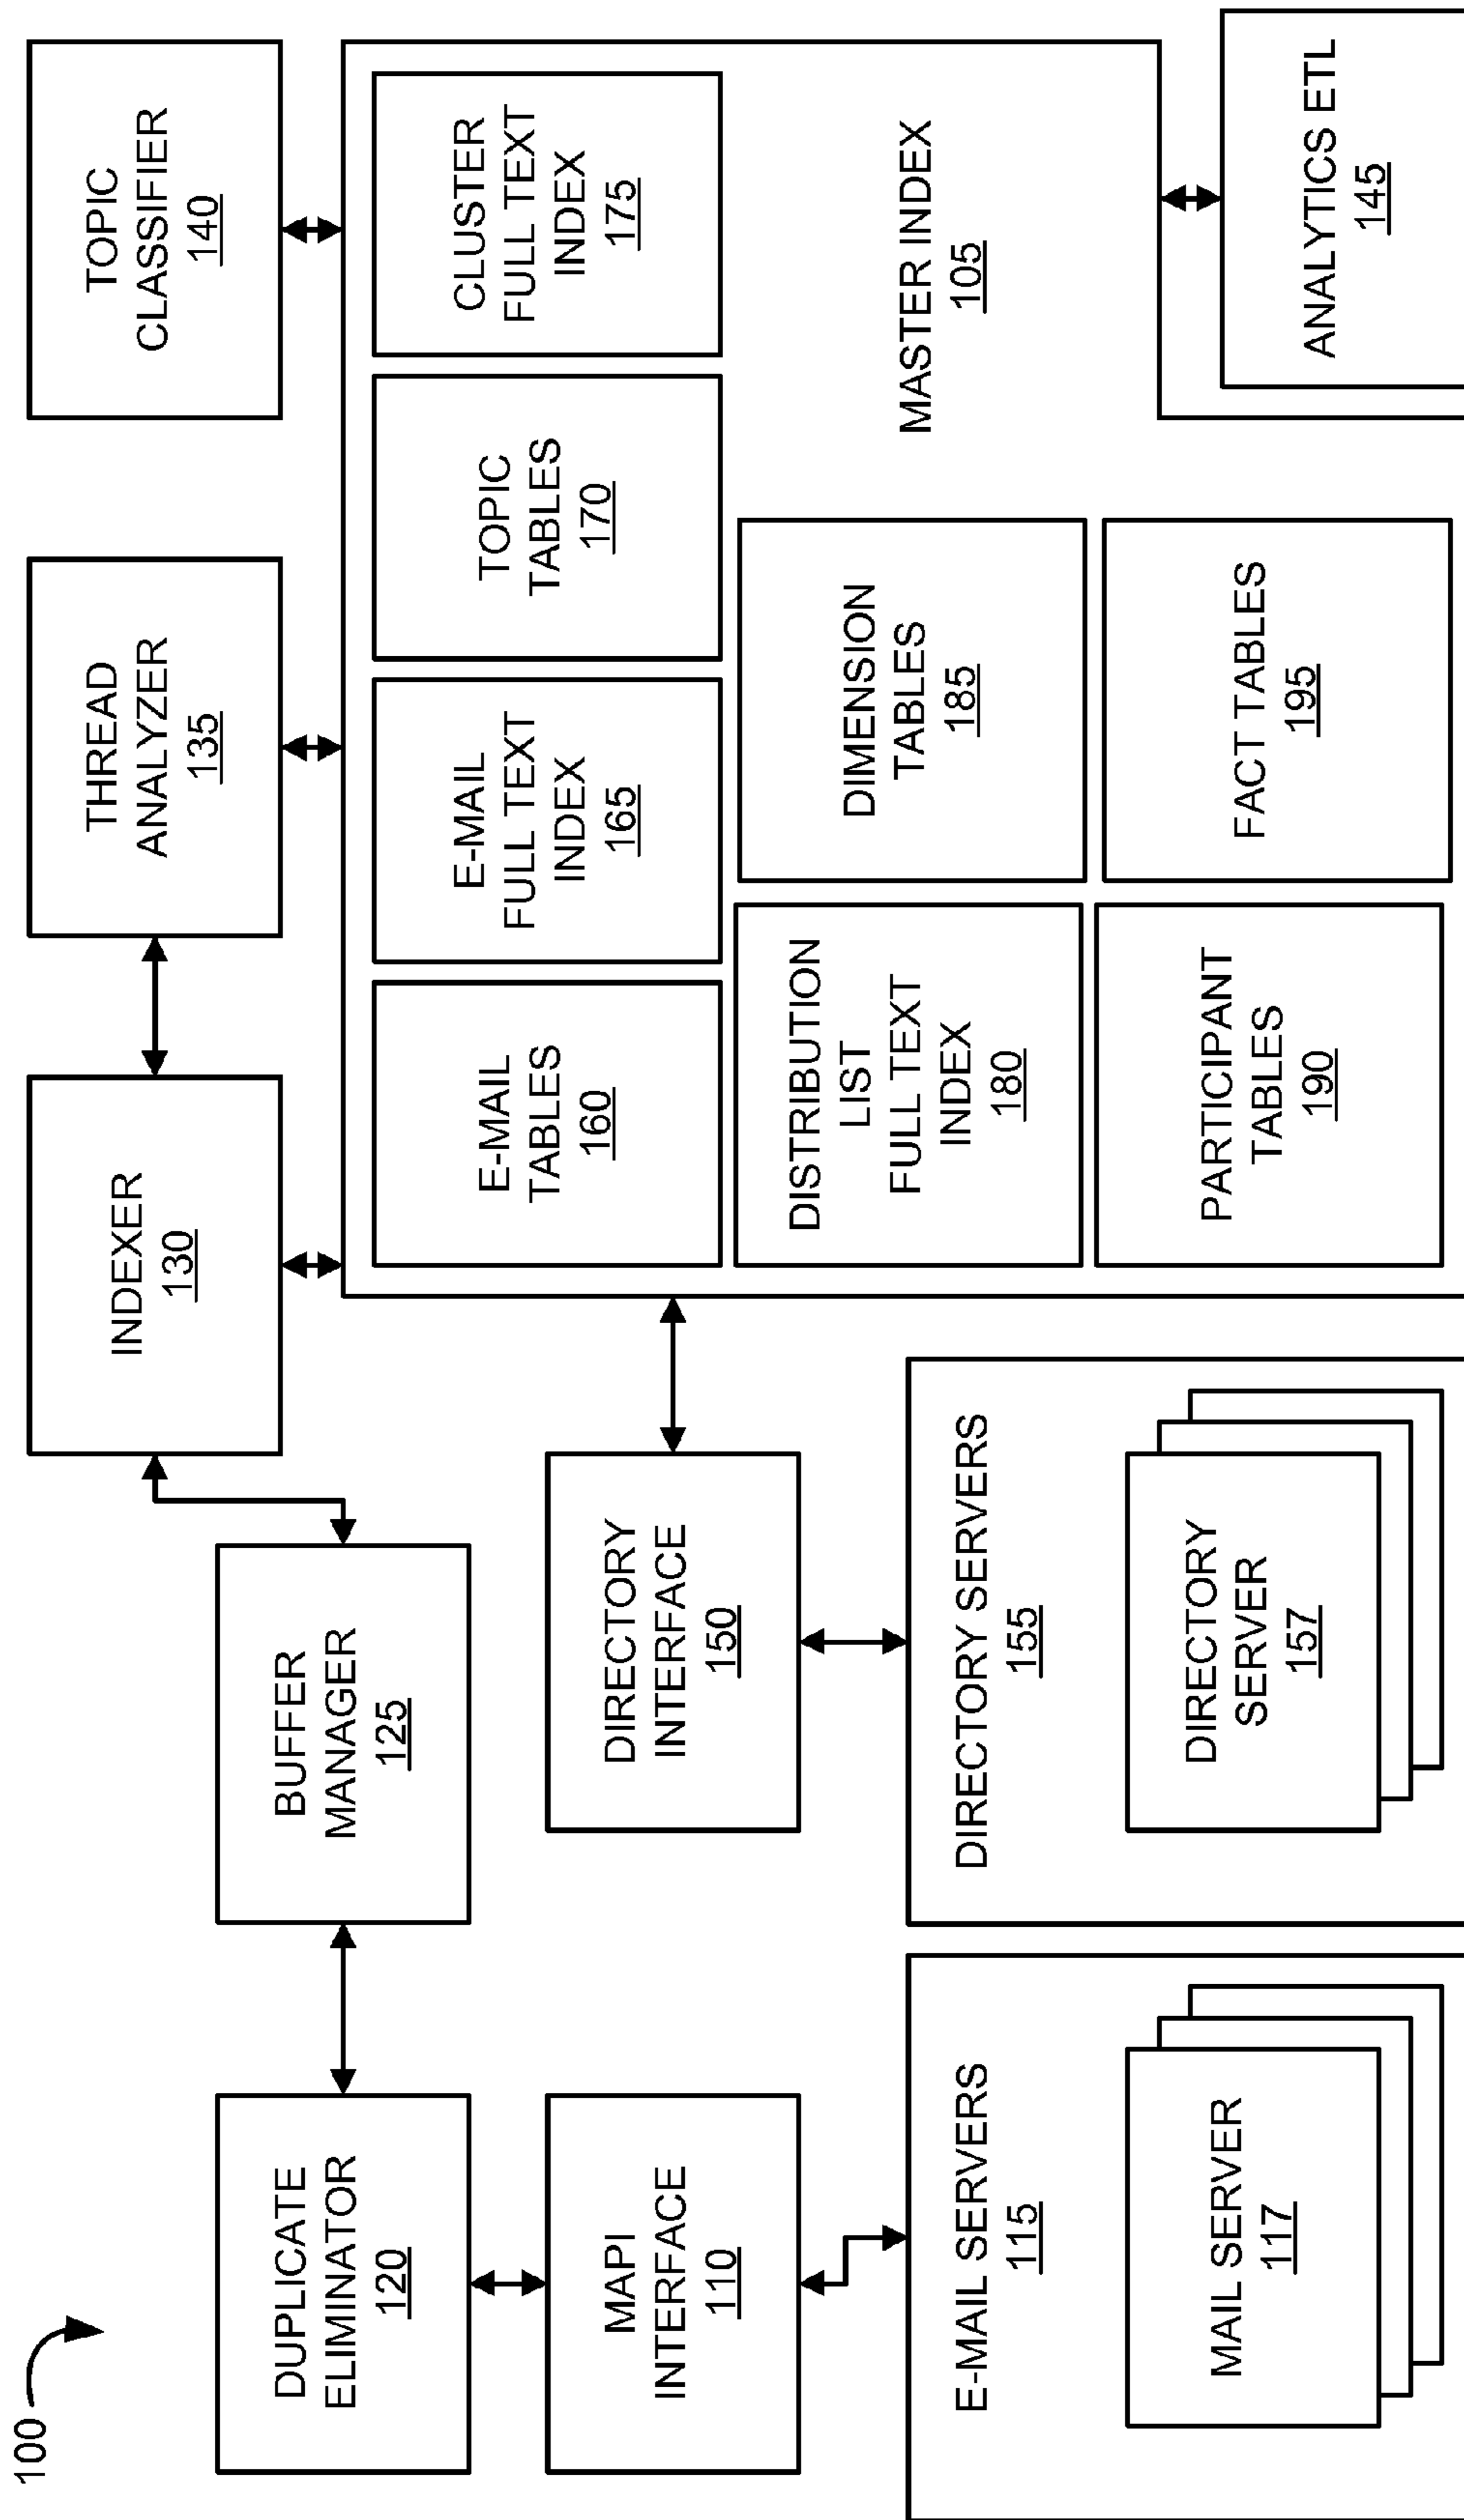 100
DUPLICATE
ELIMINATOR
120
BUFFER
MANAGER
125
INDEXER
130
THREAD
ANALYZER
135
TOPIC
CLASSIFIER
140
MAPI
INTERFACE
110
DIRECTORY
INTERFACE
150
E-MAIL SERVERS
115
MAIL SERVER
117
DIRECTORY SERVERS
155
DIRECTORY
SERVER
157
E-MAIL
TABLES
160
E-MAIL
FULL TEXT
INDEX
165
TOPIC
TABLES
170
CLUSTER
FULL TEXT
INDEX
175
DISTRIBUTION
LIST
FULL TEXT
INDEX
180
DIMENSION
TABLES
185
MASTER INDEX
105
PARTICIPANT
TABLES
190
FACT TABLES
195
ANALYTICS ETL
145